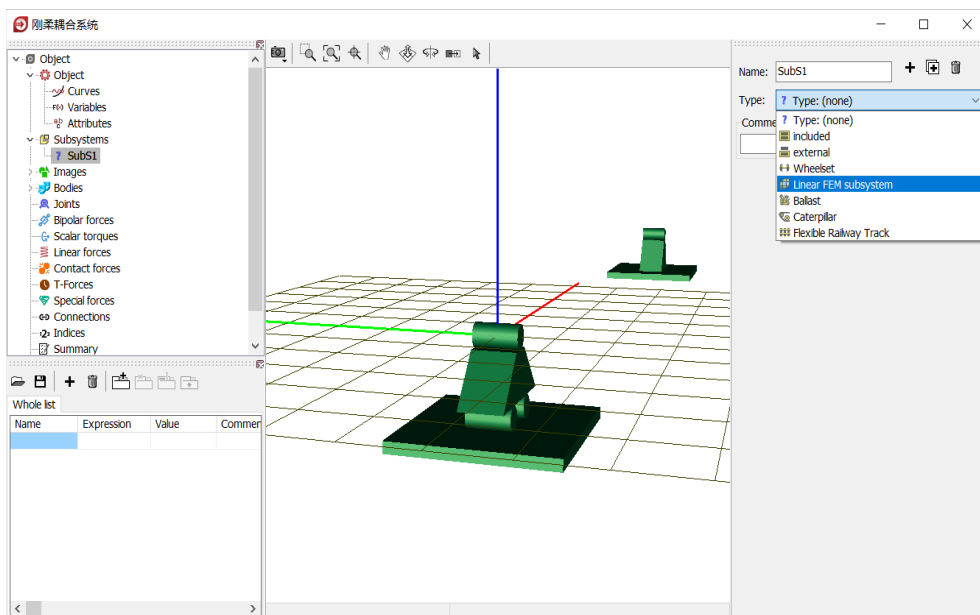 刚柔耦合系统
Object
Object
Curves
Variables
Attributes
Subsystems
SubS1
Images
Bodies
Joints
Bipolar forces
Scalar torques
Linear forces
Contact forces
T-Forces
Special forces
Connections
Indices
Summary
Whole list
Name Expression Value Commen
Name: SubS1
Type: ? Type: (none)
Comme
? Type: (none)
included
external
Wheelset
Linear FEM subsystem
Ballast
Caterpillar
Flexible Railway Track